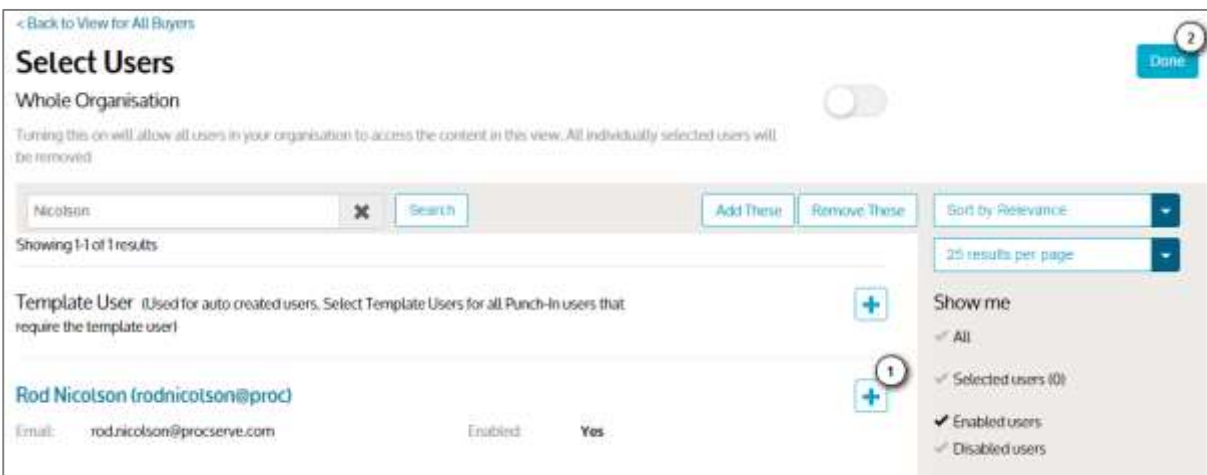 < Back to View for All Buyers
Select Users
2
Done
Whole Organisation
Turning this on will allow all users in your organisation to access the content in this view. All individually selected users will
be removed
Nicolson
Search
Add These
Remove These
Sort by Relevance
Showing 1-1 of 1 results
25 results per page
Template User (Used for auto created users, Select Template Users for all Punch-In users that
require the template user)
Show me
All
1
Selected users (0)
Rod Nicolson (rodnicolson@proc)
Enabled users
Email: rod.nicolson@procserve.com Enabled: Yes
Disabled users